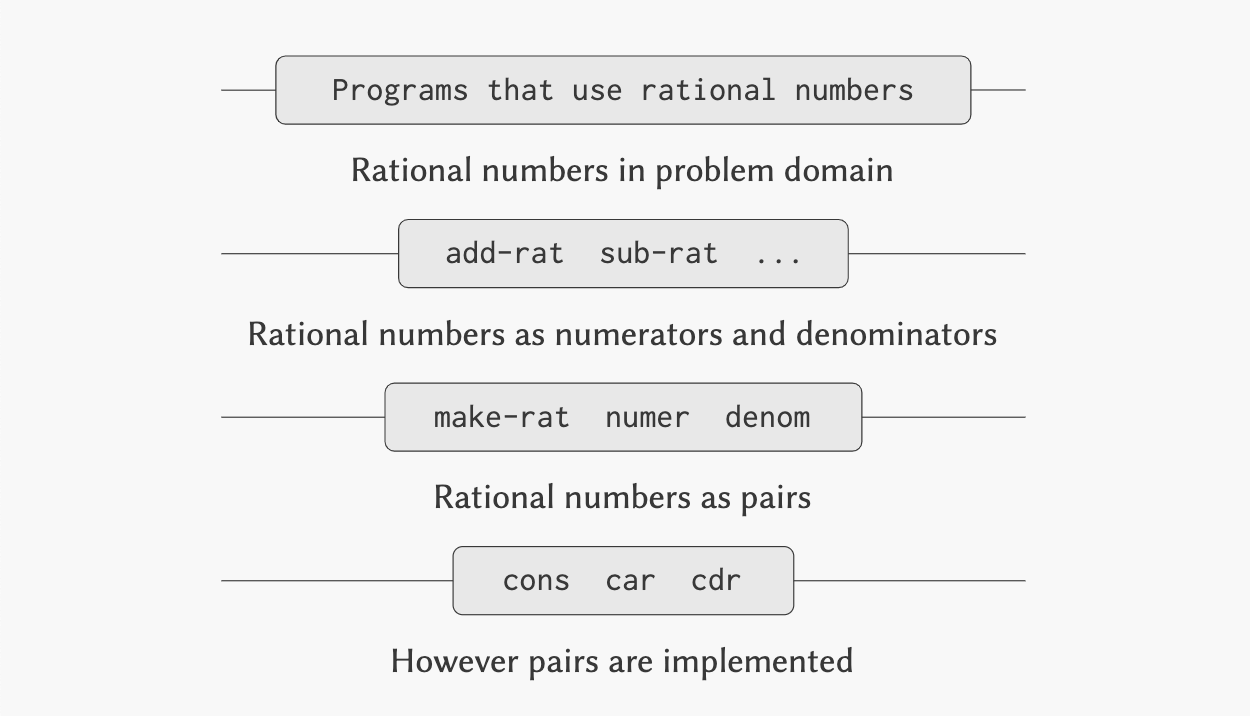 Programs that use rational numbers
Rational numbers in problem domain
add-rat  sub-rat  ...
Rational numbers as numerators and denominators
make-rat  numer  denom
Rational numbers as pairs
cons  car  cdr
However pairs are implemented